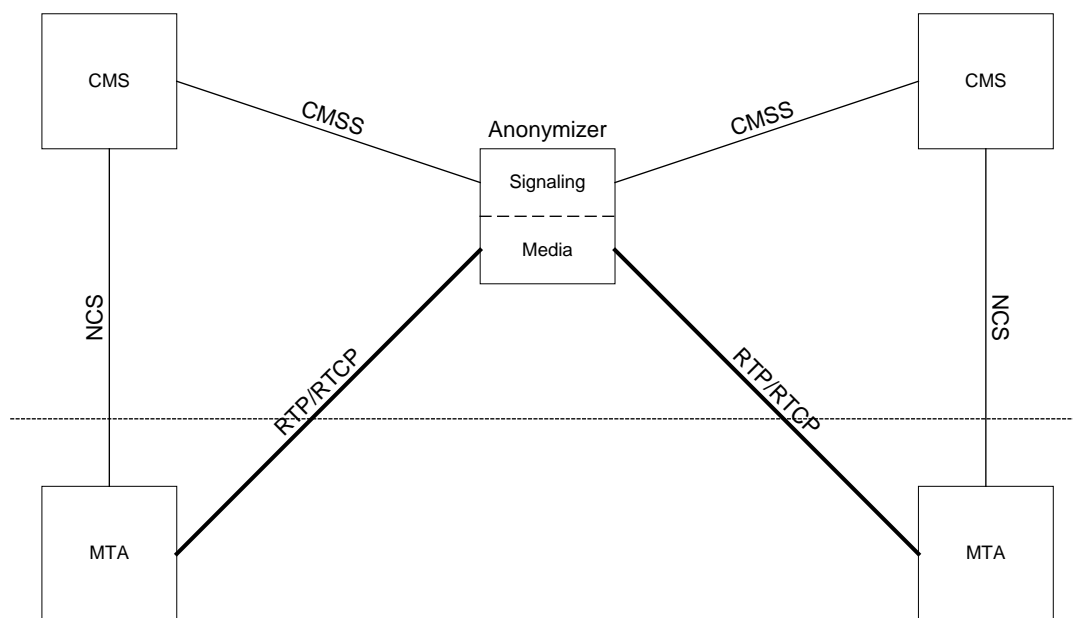 CMS
CMS
CMSS
CMSS
Anonymizer
Signaling
Media
NCS
NCS
RTP/RTCP
RTP/RTCP
MTA
MTA